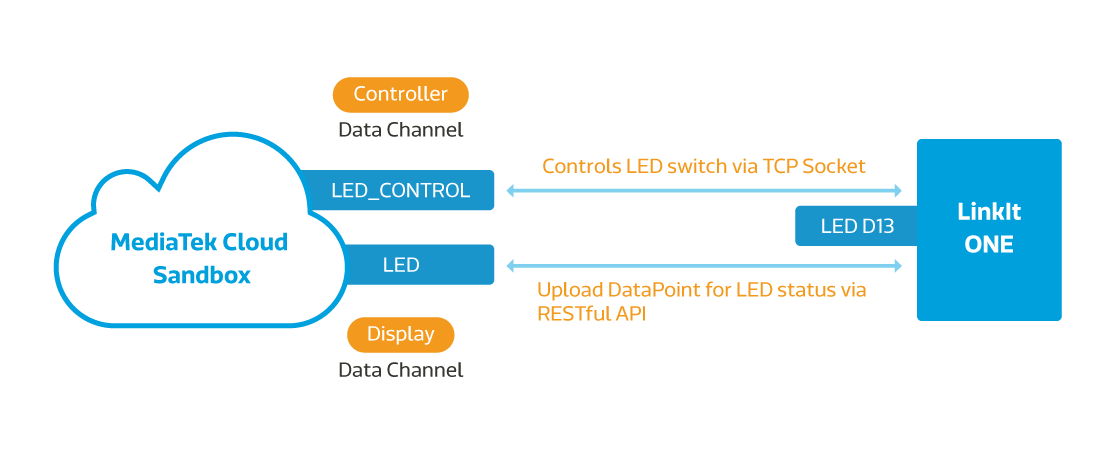 Controller
Data Channel
LED_CONTROL
Controls LED switch via TCP Socket
MediaTek Cloud
Sandbox
LED D13
LinkIt
ONE
LED
Upload DataPoint for LED status via
RESTful API
Display
Data Channel